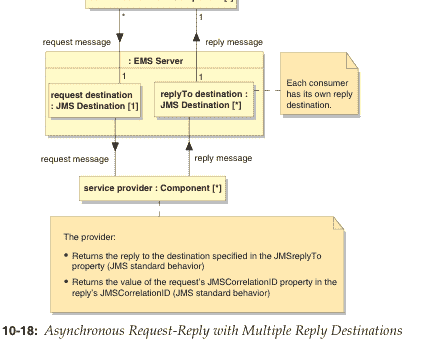 * 1
request message reply message
: EMS Server
1 1
request destination
: JMS Destination [1]
replyTo destination :
JMS Destination [*]
Each consumer
has its own reply
destination.
request message reply message
service provider : Component [*]
The provider:
• Returns the reply to the destination specified in the JMSreplyTo
property (JMS standard behavior)
• Returns the value of the request's JMSCorrelationID property in the
reply's JMSCorrelationID (JMS standard behavior)
10-18: Asynchronous Request-Reply with Multiple Reply Destinations